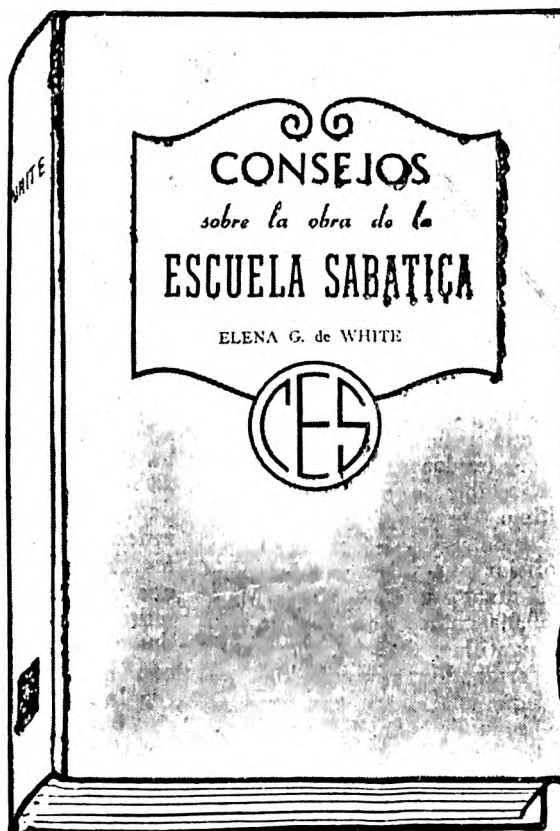 WHITE
CONSEJOS
sobre la obra de la
ESCUELA SABATICA
ELENA G. de WHITE
CES